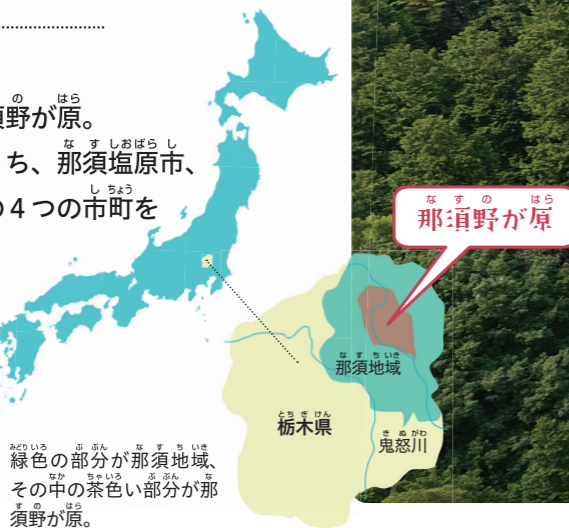 須野が原。
ち、那須塩原市、
の4つの市町を
那須野が原
那須地域
栃木県
鬼怒川
緑色の部分が那須地域、
その中の茶色い部分が那
須野が原。